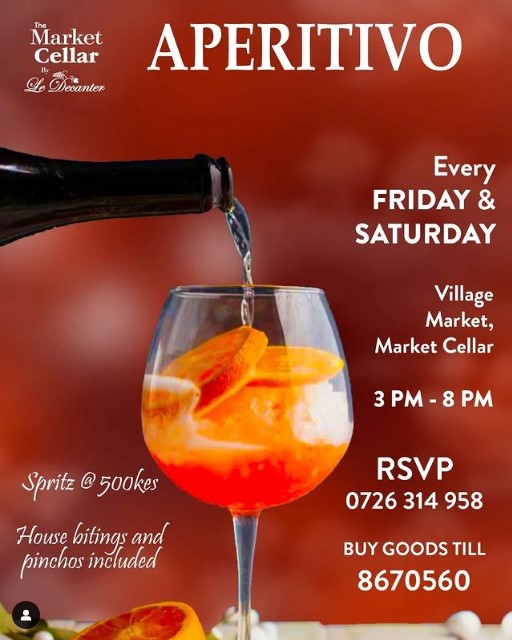 The
Market
Cellar
By
Le Decanter
APERITIVO
Every
FRIDAY &
SATURDAY
Village
Market,
Market Cellar
3 PM - 8 PM
RSVP
0726 314 958
BUY GOODS TILL
8670560
Spritz @ 500kes
House bitings and
pinchos included